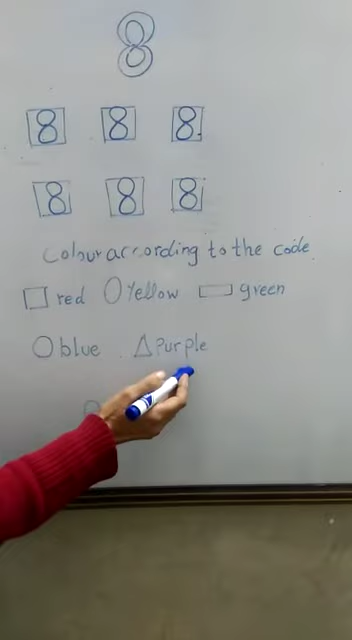 8
8 8 8
8 8 8
Colour according to the code
red Yellow green
blue Purple